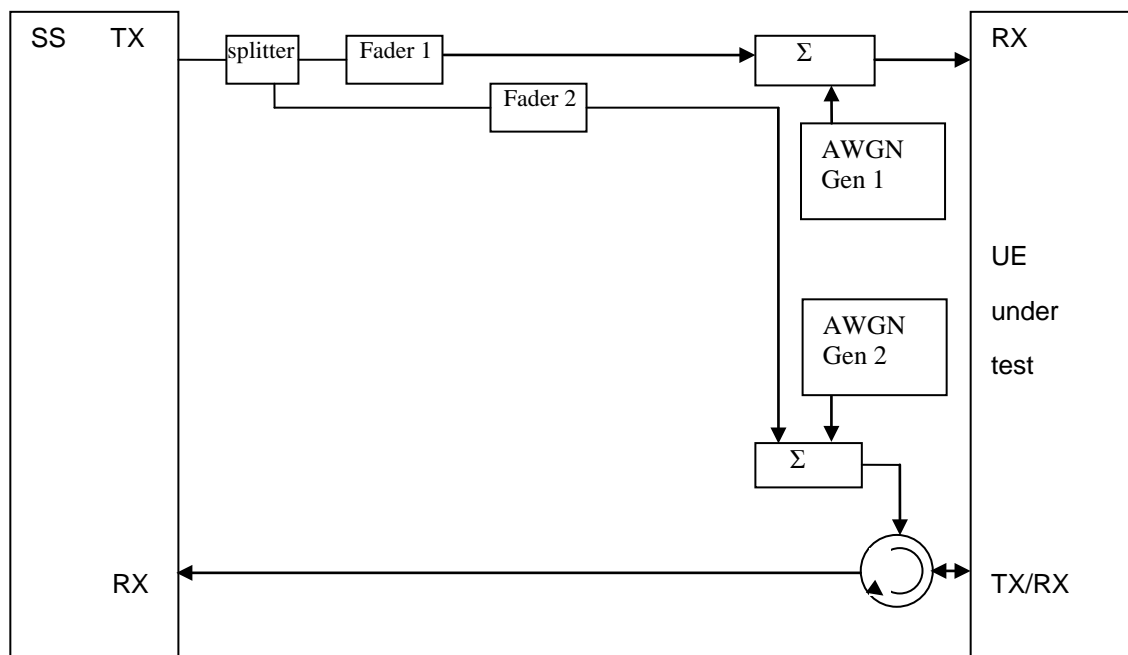 SS TX
splitter
Fader 1
Σ
RX
Fader 2
AWGN
Gen 1
UE
under
test
AWGN
Gen 2
Σ
RX
TX/RX